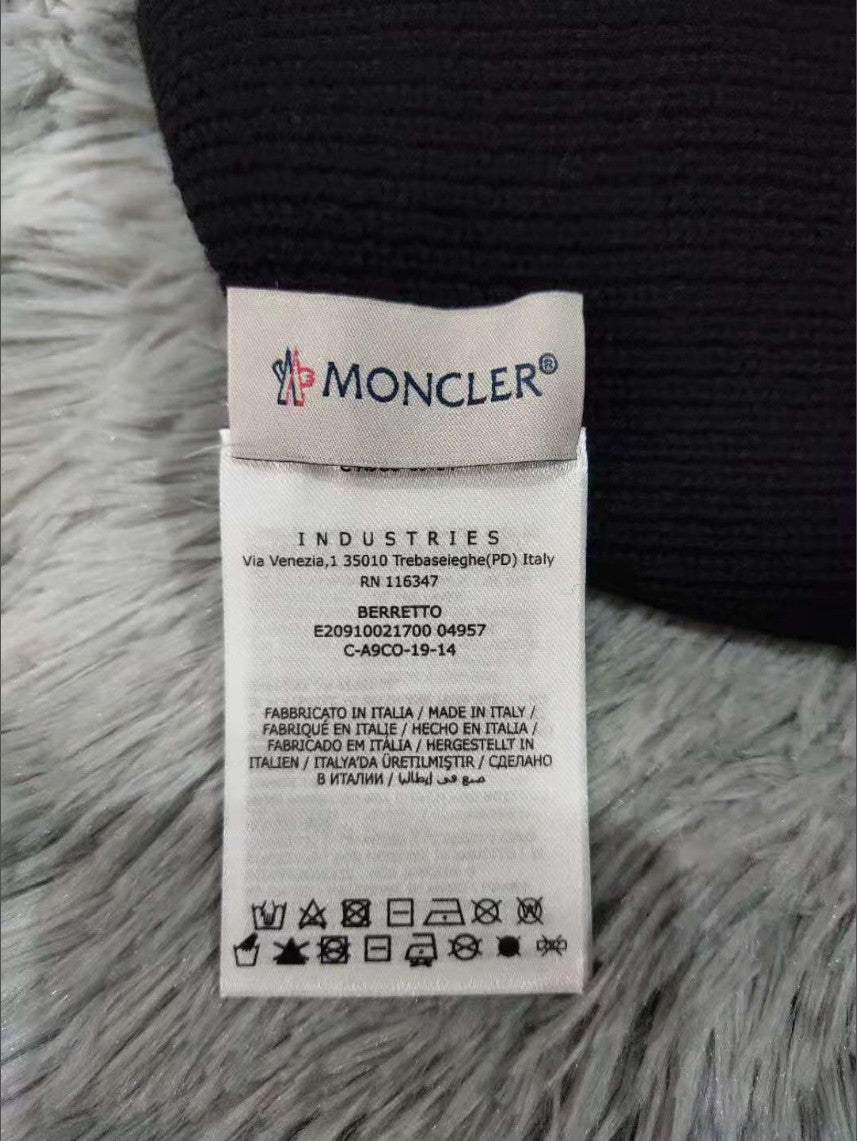 MONCLER®
INDUSTRIES
Via Venezia,1 35010 Trebaseieghe(PD) Italy
RN 116347
BERRETTO
E20910021700 04957
C-A9CO-19-14
FABBRICATO IN ITALIA / MADE IN ITALY /
FABRIQUÉ EN ITALIE / HECHO EN ITALIA /
FABRICADO EM ITÁLIA / HERGESTELLT IN
ITALIEN / ITALYA'DA ÜRETILMIŞTIR / СДЕЛАНО
В ИТАЛИИ / صنع في إيطاليا